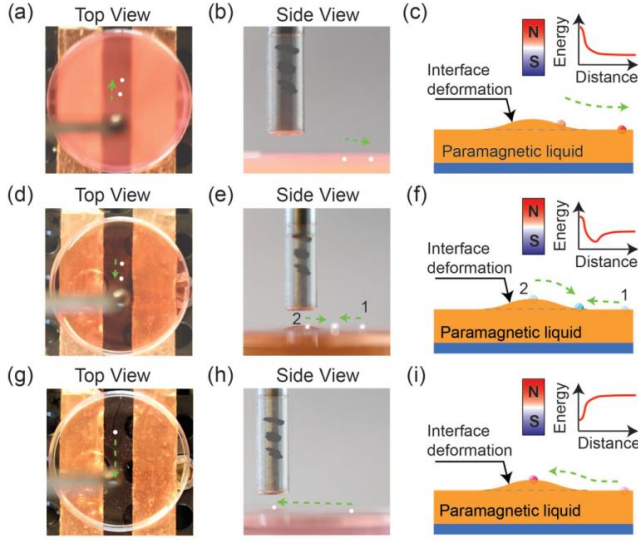 (a) Top View
(b) Side View
(c)
N
S
Energy
Distance
Interface
deformation
Paramagnetic liquid
(d) Top View
(e) Side View
2
1
(f)
N
S
Energy
Distance
Interface
deformation
2
1
Paramagnetic liquid
(g) Top View
(h) Side View
(i)
N
S
Energy
Distance
Interface
deformation
Paramagnetic liquid